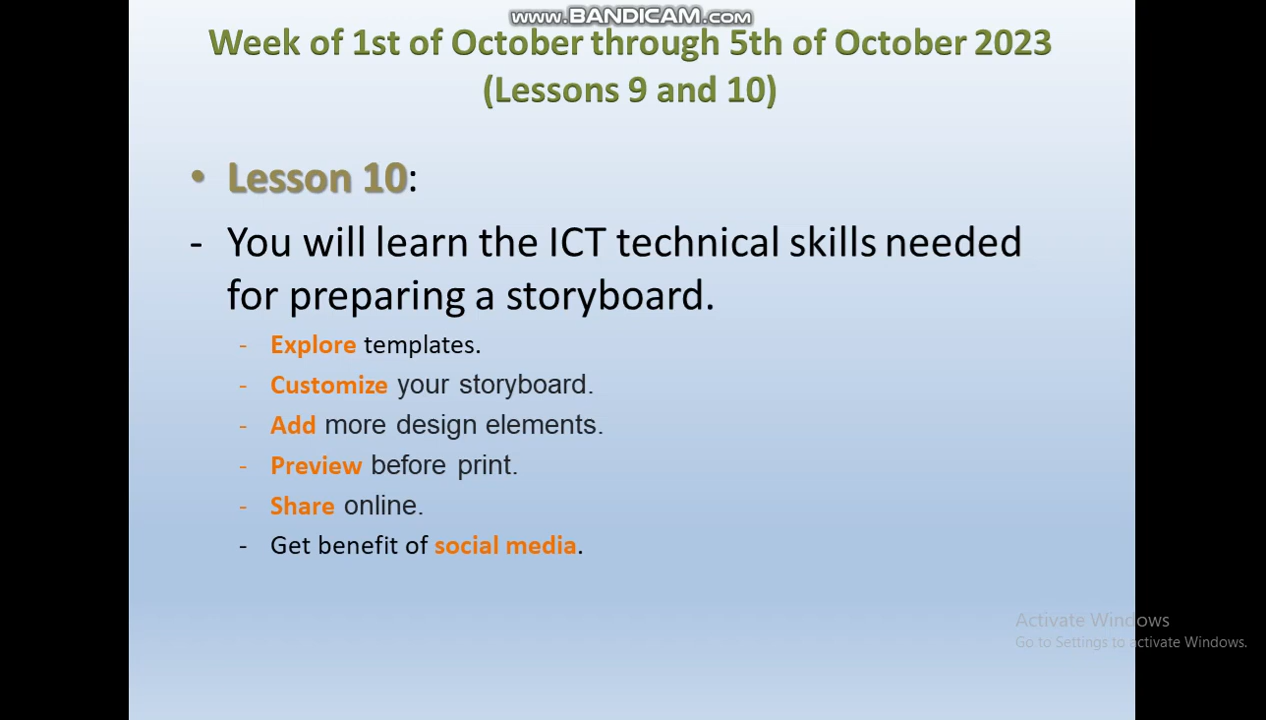 www.BANDICAM.com
Week of 1st of October through 5th of October 2023
(Lessons 9 and 10)
• Lesson 10:
- You will learn the ICT technical skills needed
for preparing a storyboard.
- Explore templates.
- Customize your storyboard.
- Add more design elements.
- Preview before print.
- Share online.
- Get benefit of social media.
Activate Windows
Go to Settings to activate Windows.